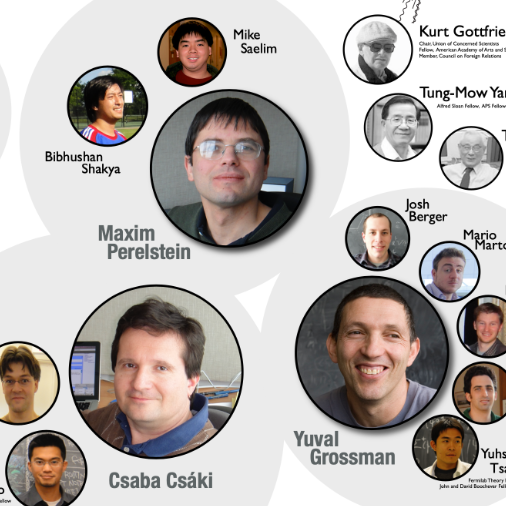 Mike
Saelim
Bibhushan
Shakya
Maxim
Perelstein
Kurt Gottfrie
Chair, Union of Concerned Scientists
Fellow, American Academy of Arts and S
Member, Council on Foreign Relations
Tung-Mow Yan
Alfred Sloan Fellow, APS Fellow
T
Josh
Berger
Mario
Marto
Csaba Csáki
Yuval
Grossman
Yuhs
Tsa
Fermilab Theory
John and David Boochever Fell
o
ellow